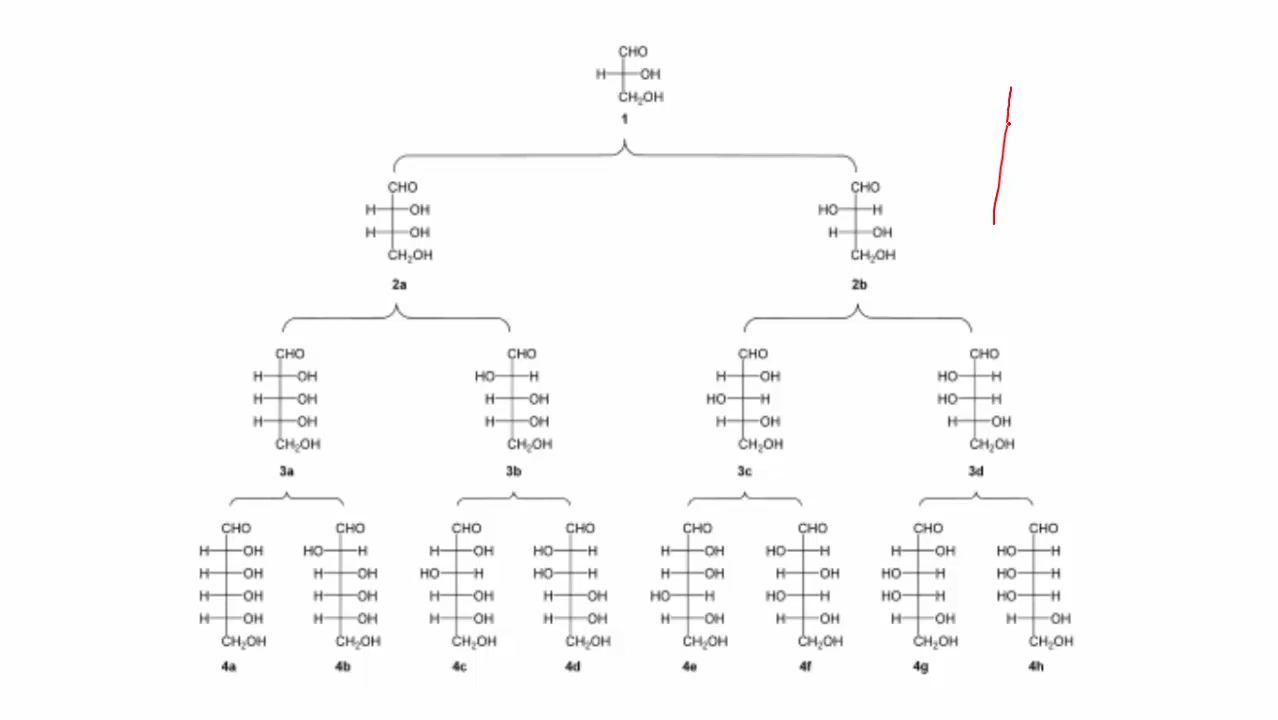 CHO
H OH
CH2OH
1
CHO CHO
H OH HO H
H OH H OH
CH2OH CH2OH
2a 2b
CHO CHO CHO CHO
H OH HO H H OH HO H
H OH H OH HO H HO H
H OH H OH H OH H OH
CH2OH CH2OH CH2OH CH2OH
3a 3b 3c 3d
CHO CHO CHO CHO CHO CHO CHO CHO
H OH HO H H OH HO H H OH HO H H OH HO H
H OH H OH HO H HO H H OH H OH HO H HO H
H OH H OH H OH H OH HO H HO H HO H HO H
H OH H OH H OH H OH H OH H OH H OH H OH
CH2OH CH2OH CH2OH CH2OH CH2OH CH2OH CH2OH CH2OH
4a 4b 4c 4d 4e 4f 4g 4h